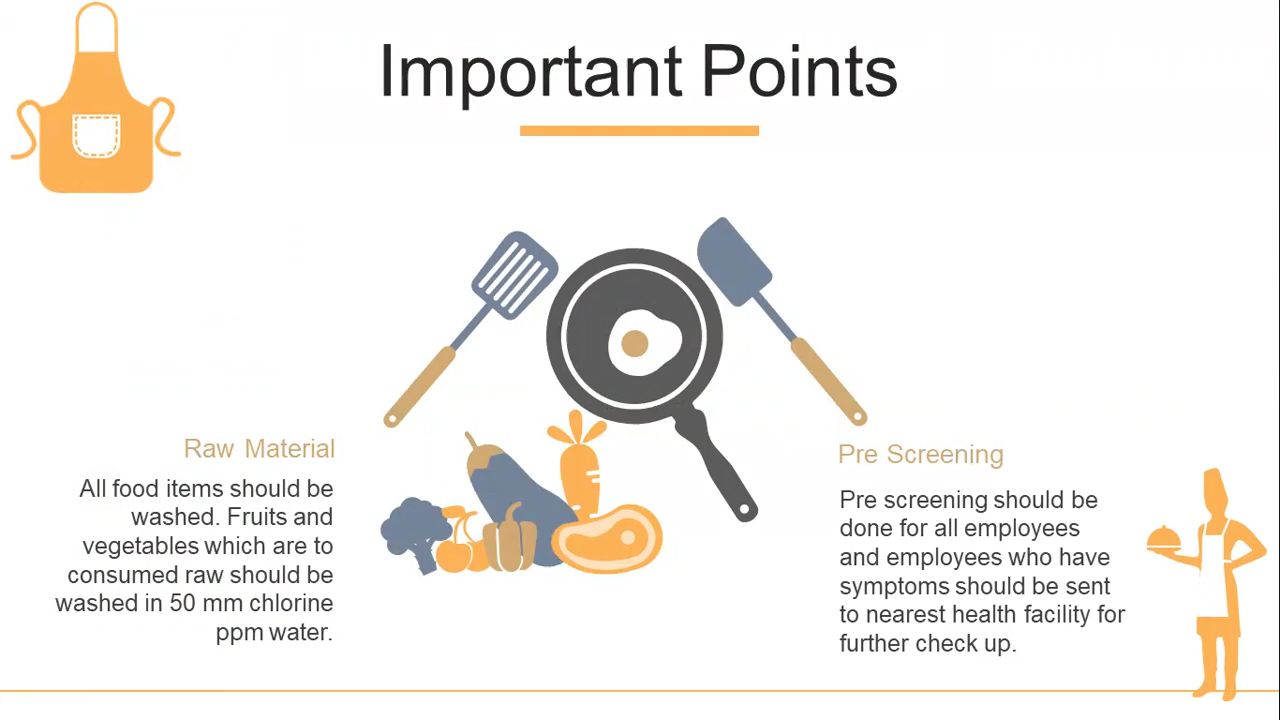 Important Points
Raw Material
All food items should be
washed. Fruits and
vegetables which are to
consumed raw should be
washed in 50 mm chlorine
ppm water.
Pre Screening
Pre screening should be
done for all employees
and employees who have
symptoms should be sent
to nearest health facility for
further check up.